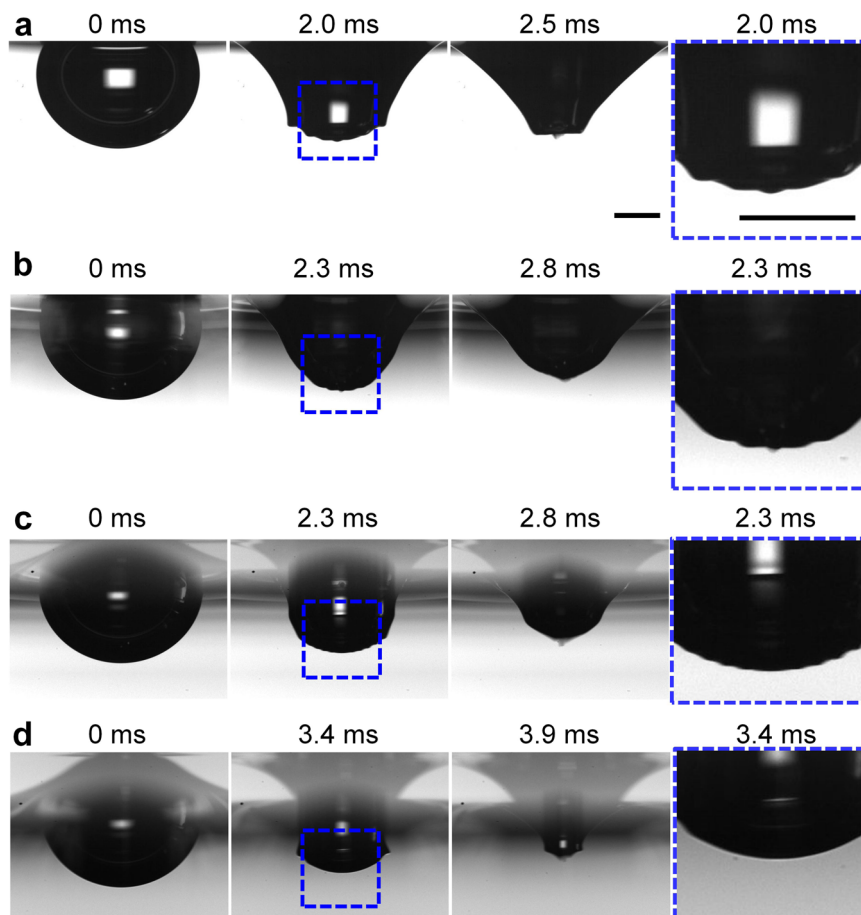 a
0 ms 2.0 ms 2.5 ms 2.0 ms
b
0 ms 2.3 ms 2.8 ms 2.3 ms
c
0 ms 2.3 ms 2.8 ms 2.3 ms
d
0 ms 3.4 ms 3.9 ms 3.4 ms